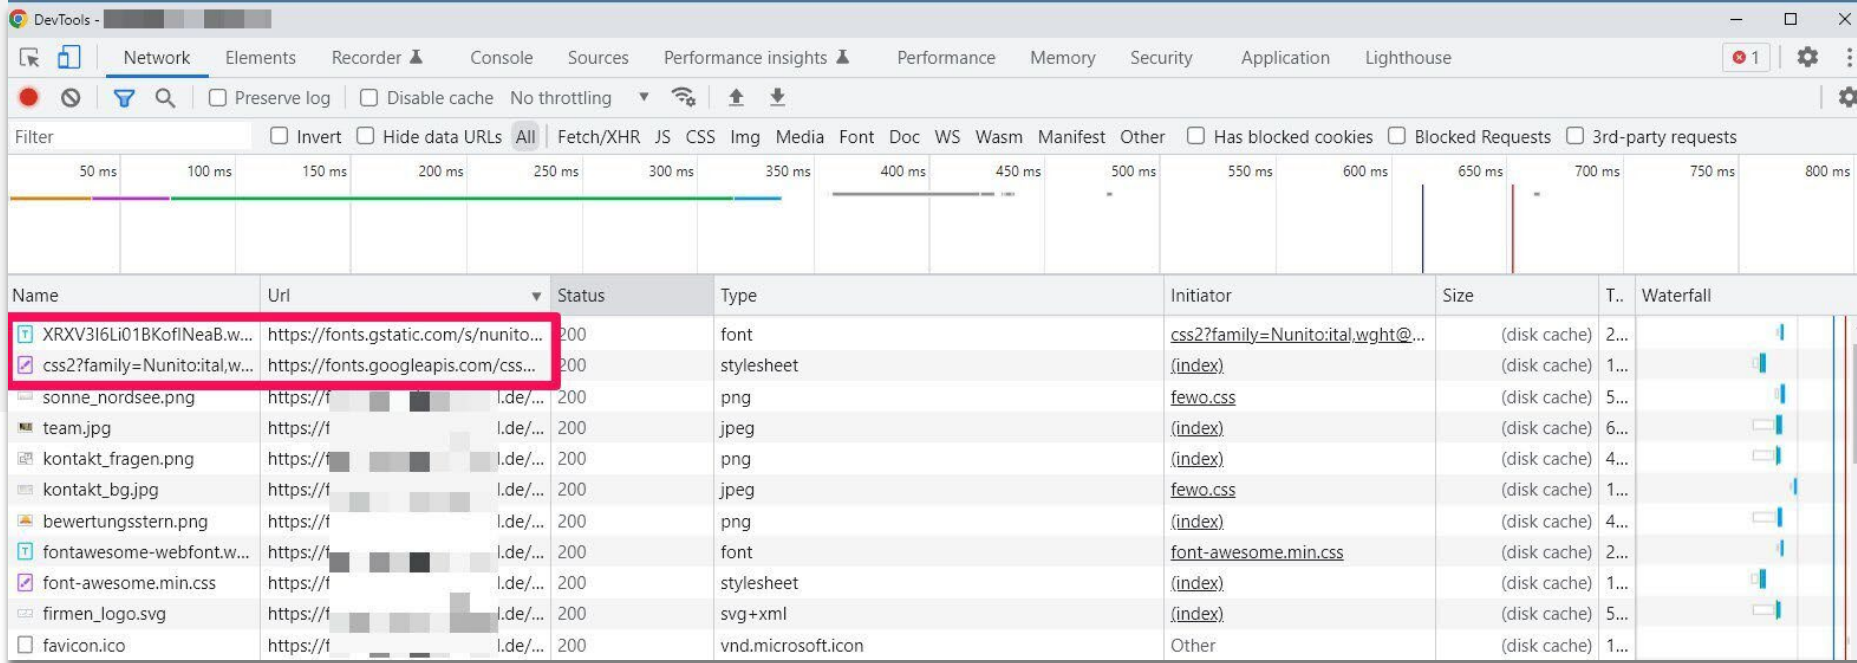 DevTools -
Network Elements Recorder Console Sources Performance insights Performance Memory Security Application Lighthouse 1
Preserve log Disable cache No throttling
Filter Invert Hide data URLs All Fetch/XHR JS CSS Img Media Font Doc WS Wasm Manifest Other Has blocked cookies Blocked Requests 3rd-party requests
50 ms 100 ms 150 ms 200 ms 250 ms 300 ms 350 ms 400 ms 450 ms 500 ms 550 ms 600 ms 650 ms 700 ms 750 ms 800 ms
Name Url Status Type Initiator Size T.. Waterfall
XRXV3I6Li01BKofINeaB.w... https://fonts.gstatic.com/s/nunito... 200 font css2?family=Nunito:ital,wght@... (disk cache) 2...
css2?family=Nunito:ital,w... https://fonts.googleapis.com/css... 200 stylesheet (index) (disk cache) 1...
sonne_nordsee.png https://f l.de/... 200 png fewo.css (disk cache) 5...
team.jpg https://f l.de/... 200 jpeg (index) (disk cache) 6...
kontakt_fragen.png https://f l.de/... 200 png (index) (disk cache) 4...
kontakt_bg.jpg https://f l.de/... 200 jpeg fewo.css (disk cache) 1...
bewertungsstern.png https://f l.de/... 200 png (index) (disk cache) 4...
fontawesome-webfont.w... https://f l.de/... 200 font font-awesome.min.css (disk cache) 2...
font-awesome.min.css https://f l.de/... 200 stylesheet (index) (disk cache) 1...
firmen_logo.svg https://f l.de/... 200 svg+xml (index) (disk cache) 5...
favicon.ico https://f l.de/... 200 vnd.microsoft.icon Other (disk cache) 1...